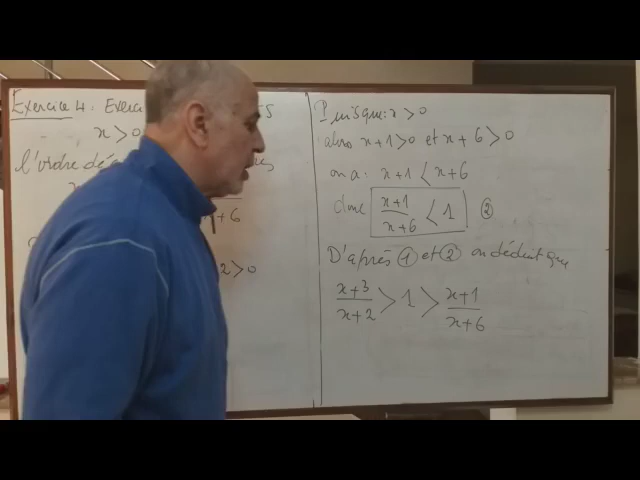 Exercice 4: 
x > 0
l'ordre
+6
2 > 0
Puisque: x > 0
alors x+1 > 0 et x+6 > 0
on a: x+1 < x+6
donc x+1/x+6 < 1 ②
D'après ① et ② on déduit que
x+3/x+2 > 1 > x+1/x+6